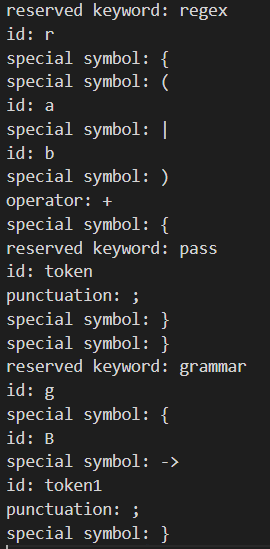 reserved keyword: regex
id: r
special symbol: {
special symbol: (
id: a
special symbol: |
id: b
special symbol: )
operator: +
special symbol: {
reserved keyword: pass
id: token
punctuation: ;
special symbol: }
special symbol: }
reserved keyword: grammar
id: g
special symbol: {
id: B
special symbol: ->
id: token1
punctuation: ;
special symbol: }